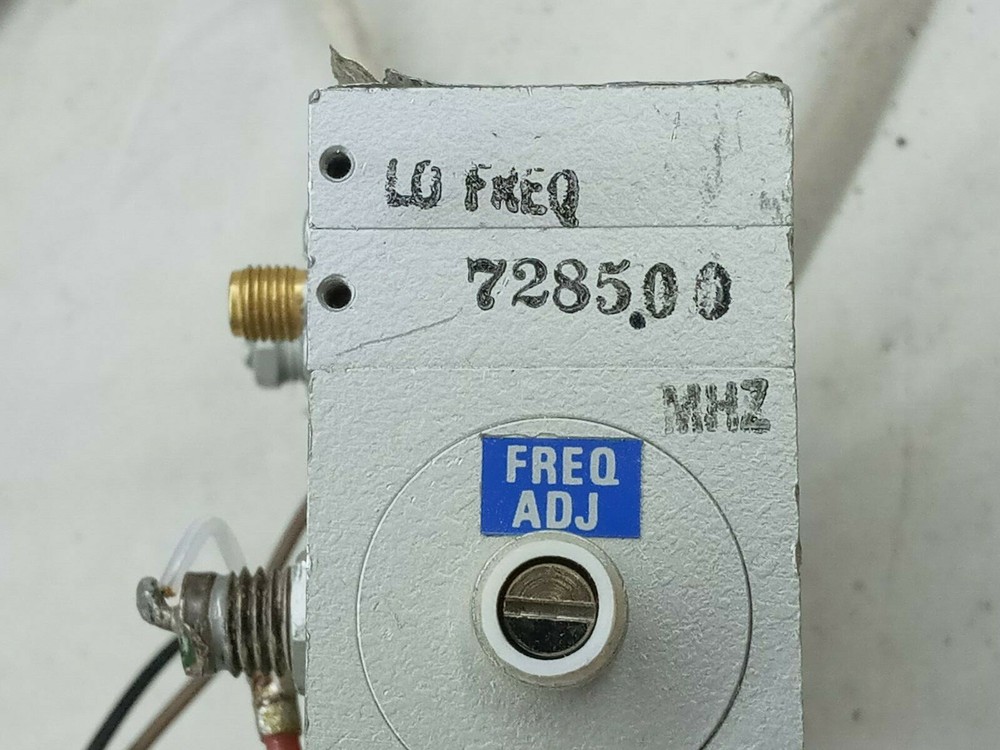 LO FREQ
7285.00
MHZ
FREQ
ADJ